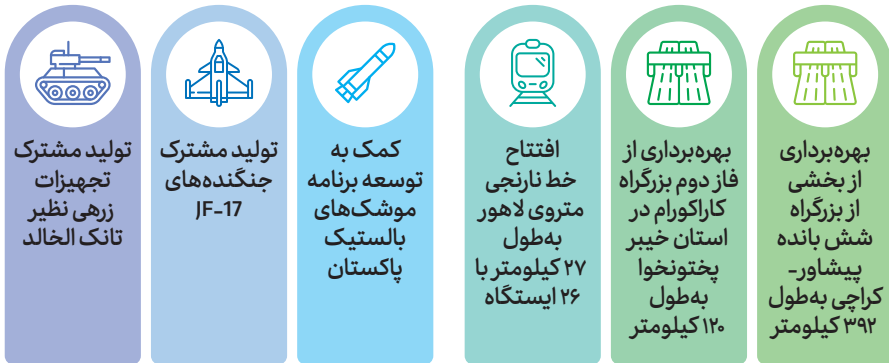 بهره‌برداری
از بخشی
از بزرگراه
شش بانده
پیشاور-
کراچی به‌طول
۳۹۲ کیلومتر
بهره‌برداری از
فاز دوم بزرگراه
کاراکورام در
استان خیبر
پختونخوا
به‌طول
۱۲۰ کیلومتر
افتتاح
خط نارنجی
متروی لاهور
به‌طول
۲۷ کیلومتر با
۲۶ ایستگاه
کمک به
توسعه برنامه
موشک‌های
بالستیک
پاکستان
تولید مشترک
جنگنده‌های
JF-17
تولید مشترک
تجهیزات
زرهی نظیر
تانک الخالد